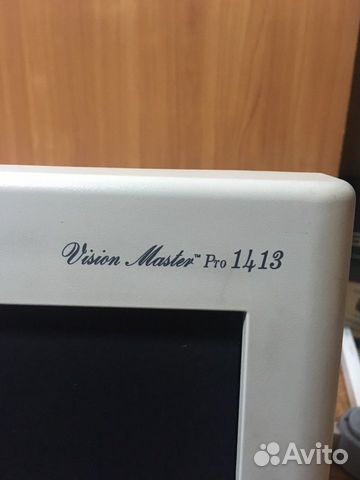 Vision Master™ Pro 1413
Avito